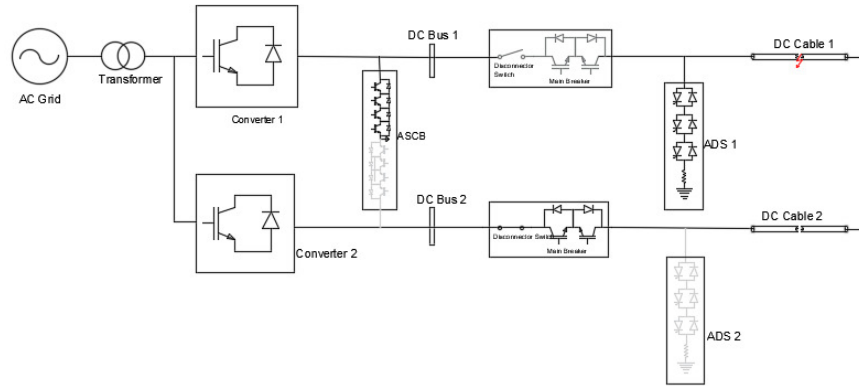 AC Grid
Transformer
Converter 1
ASCB
DC Bus 1
Disconnector
Switch
Main Breaker
ADS 1
DC Cable 1
Converter 2
DC Bus 2
Disconnector Switch
Main Breaker
ADS 2
DC Cable 2